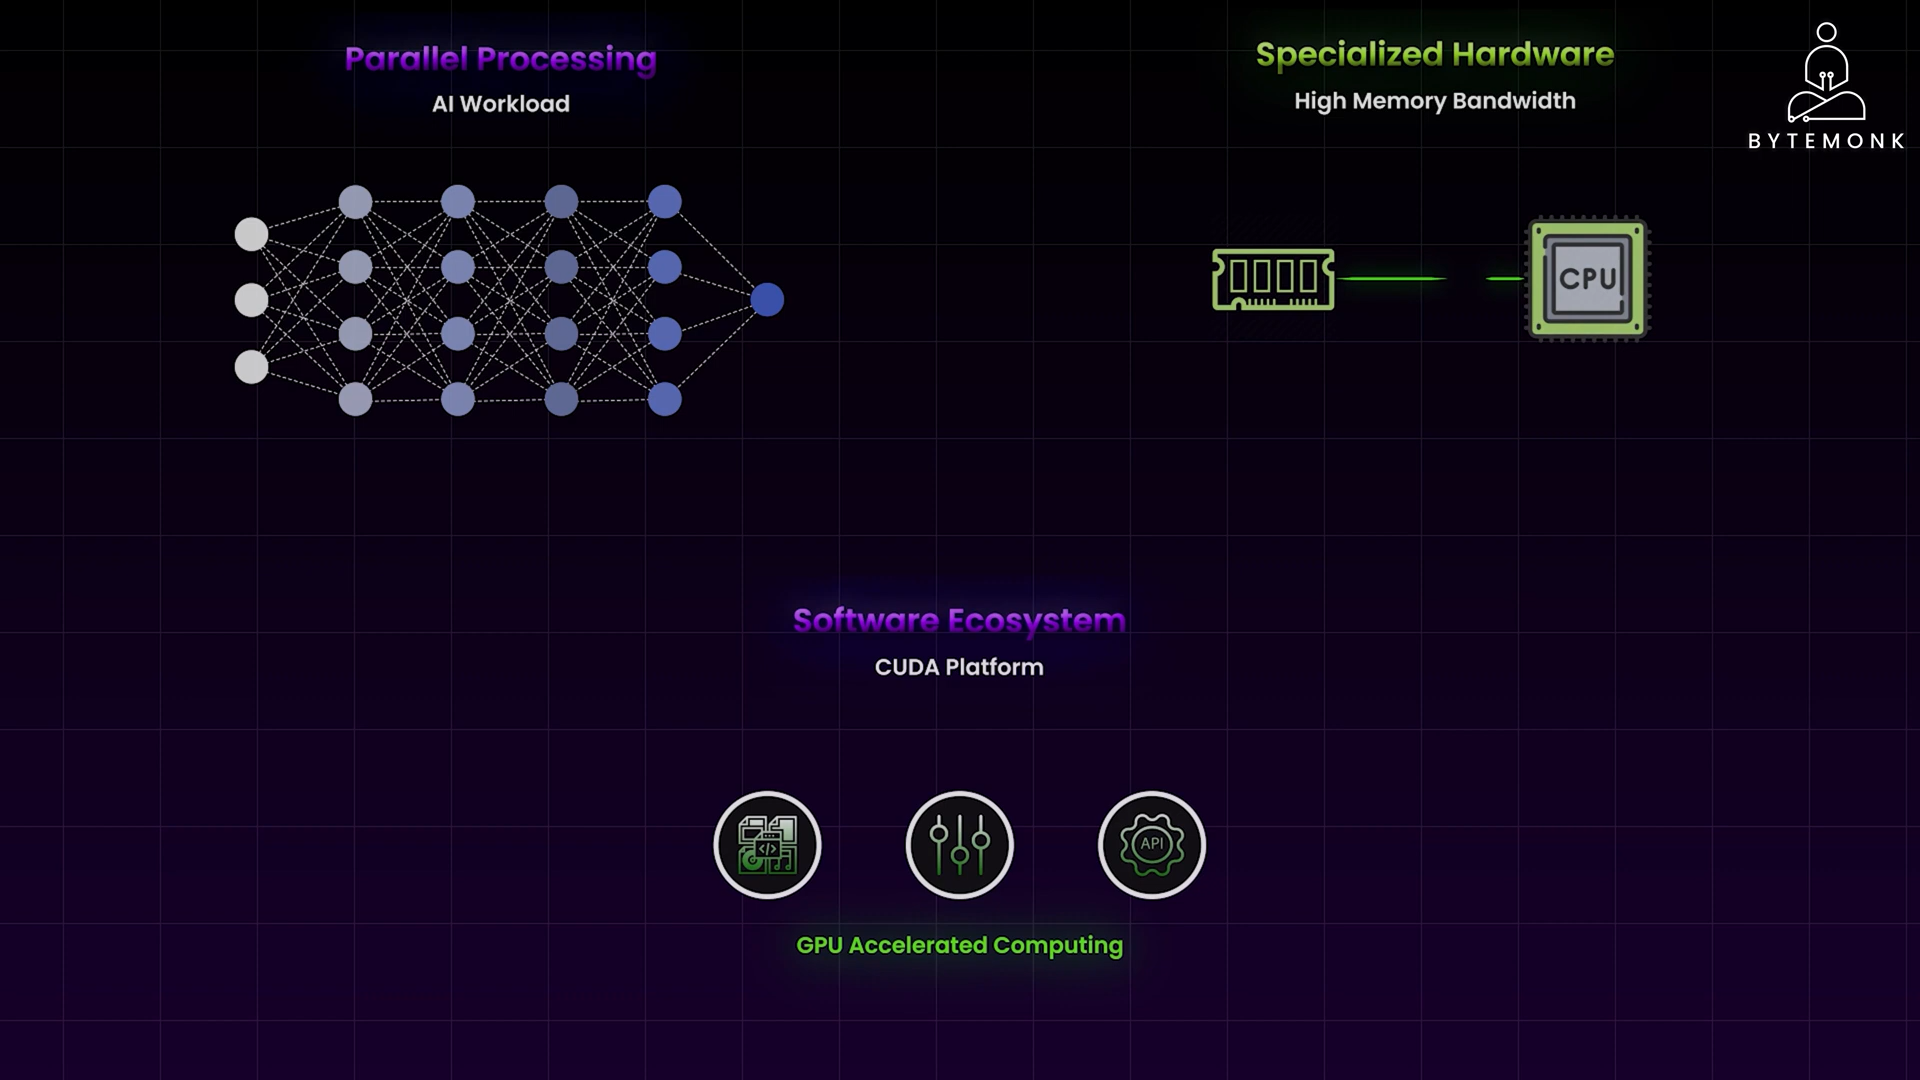 Parallel Processing
AI Workload
Specialized Hardware
High Memory Bandwidth
BYTEMONK
CPU
Software Ecosystem
CUDA Platform
</>
API
GPU Accelerated Computing